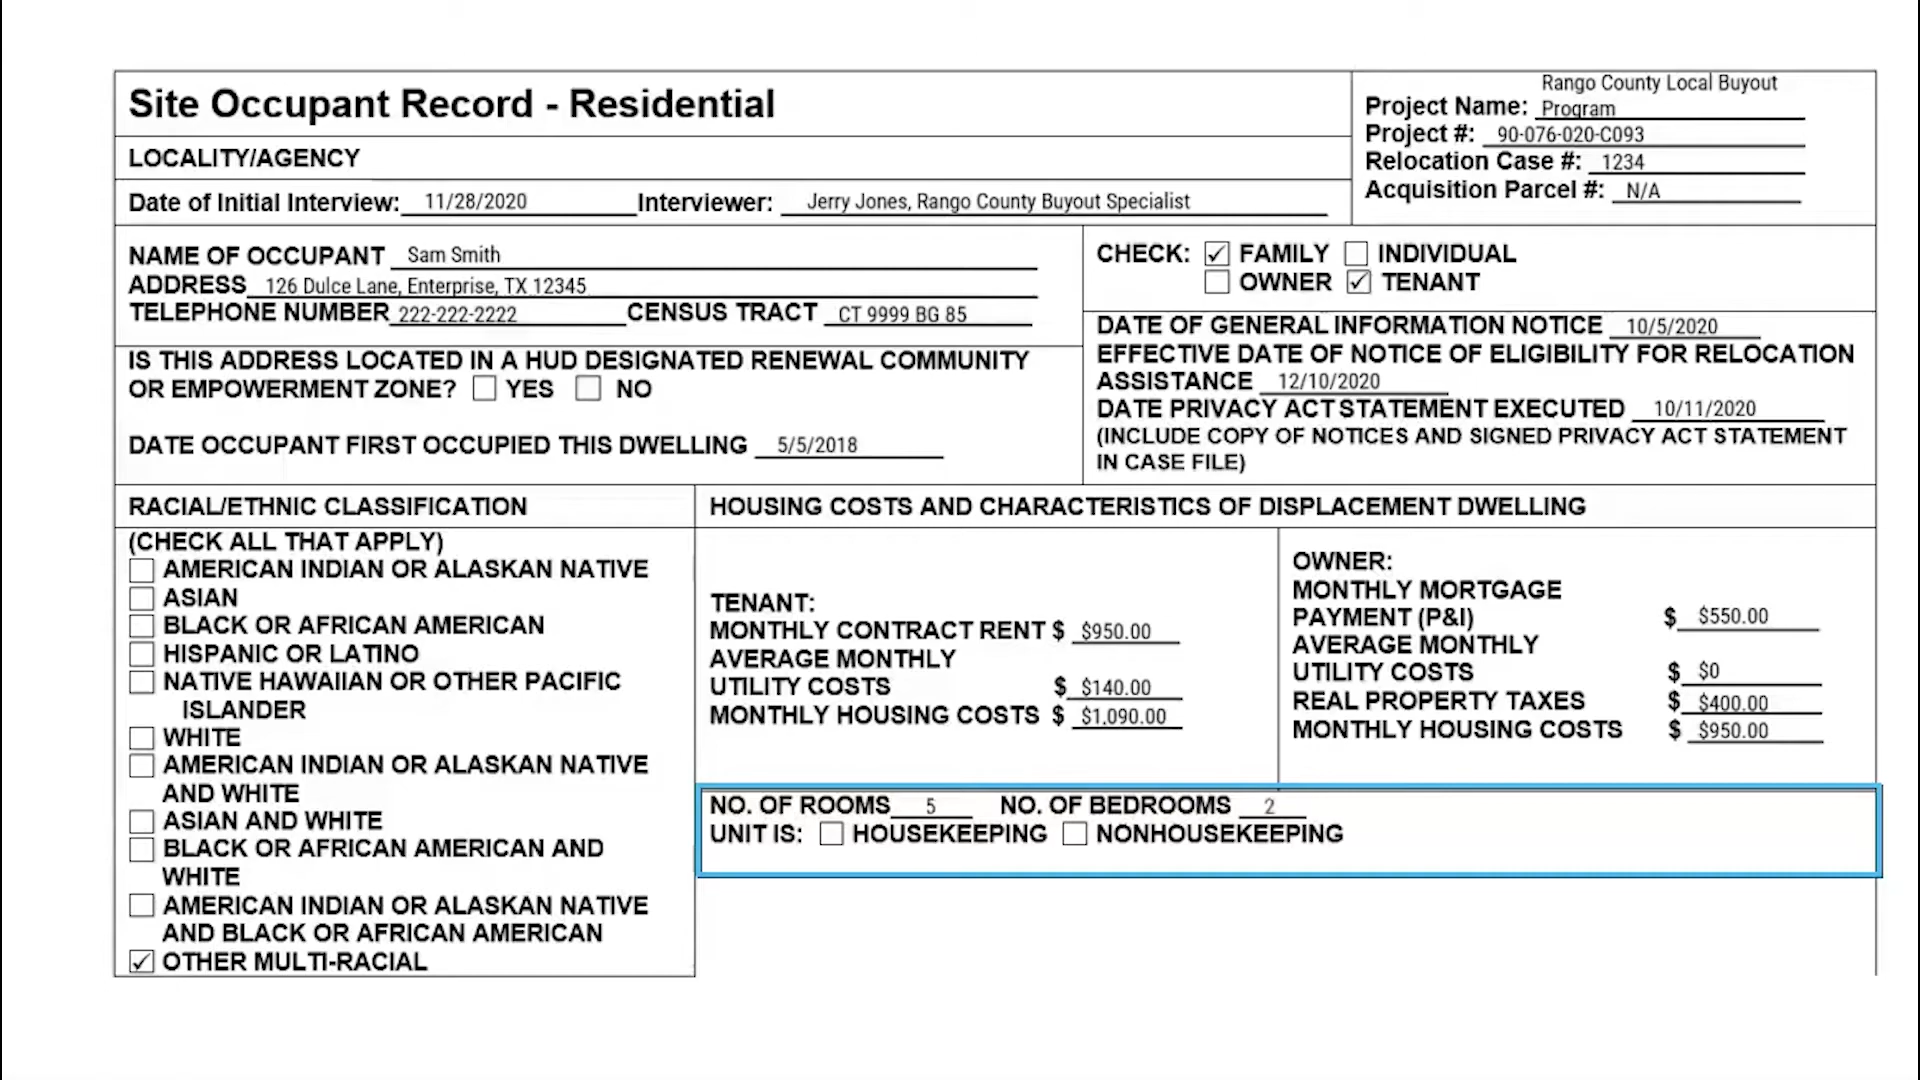 Site Occupant Record - Residential
Rango County Local Buyout
Project Name: Program
Project #: 90-076-020-C093
Relocation Case #: 1234
Acquisition Parcel #: N/A
LOCALITY/AGENCY
Date of Initial Interview: 11/28/2020 Interviewer: Jerry Jones, Rango County Buyout Specialist
NAME OF OCCUPANT Sam Smith
ADDRESS 126 Dulce Lane, Enterprise, TX 12345
TELEPHONE NUMBER 222-222-2222 CENSUS TRACT CT 9999 BG 85
CHECK: ☑ FAMILY ☐ INDIVIDUAL
☐ OWNER ☑ TENANT
IS THIS ADDRESS LOCATED IN A HUD DESIGNATED RENEWAL COMMUNITY
OR EMPOWERMENT ZONE? ☐ YES ☐ NO
DATE OCCUPANT FIRST OCCUPIED THIS DWELLING 5/5/2018
DATE OF GENERAL INFORMATION NOTICE 10/5/2020
EFFECTIVE DATE OF NOTICE OF ELIGIBILITY FOR RELOCATION
ASSISTANCE 12/10/2020
DATE PRIVACY ACT STATEMENT EXECUTED 10/11/2020
(INCLUDE COPY OF NOTICES AND SIGNED PRIVACY ACT STATEMENT
IN CASE FILE)
RACIAL/ETHNIC CLASSIFICATION
(CHECK ALL THAT APPLY)
☐ AMERICAN INDIAN OR ALASKAN NATIVE
☐ ASIAN
☐ BLACK OR AFRICAN AMERICAN
☐ HISPANIC OR LATINO
☐ NATIVE HAWAIIAN OR OTHER PACIFIC
ISLANDER
☐ WHITE
☐ AMERICAN INDIAN OR ALASKAN NATIVE
AND WHITE
☐ ASIAN AND WHITE
☐ BLACK OR AFRICAN AMERICAN AND
WHITE
☐ AMERICAN INDIAN OR ALASKAN NATIVE
AND BLACK OR AFRICAN AMERICAN
☑ OTHER MULTI-RACIAL
HOUSING COSTS AND CHARACTERISTICS OF DISPLACEMENT DWELLING
TENANT:
MONTHLY CONTRACT RENT $ $950.00
AVERAGE MONTHLY
UTILITY COSTS $ $140.00
MONTHLY HOUSING COSTS $ $1.090.00
OWNER:
MONTHLY MORTGAGE
PAYMENT (P&I) $ $550.00
AVERAGE MONTHLY
UTILITY COSTS $ $0
REAL PROPERTY TAXES $ $400.00
MONTHLY HOUSING COSTS $ $950.00
NO. OF ROOMS 5 NO. OF BEDROOMS 2
UNIT IS: ☐ HOUSEKEEPING ☐ NONHOUSEKEEPING